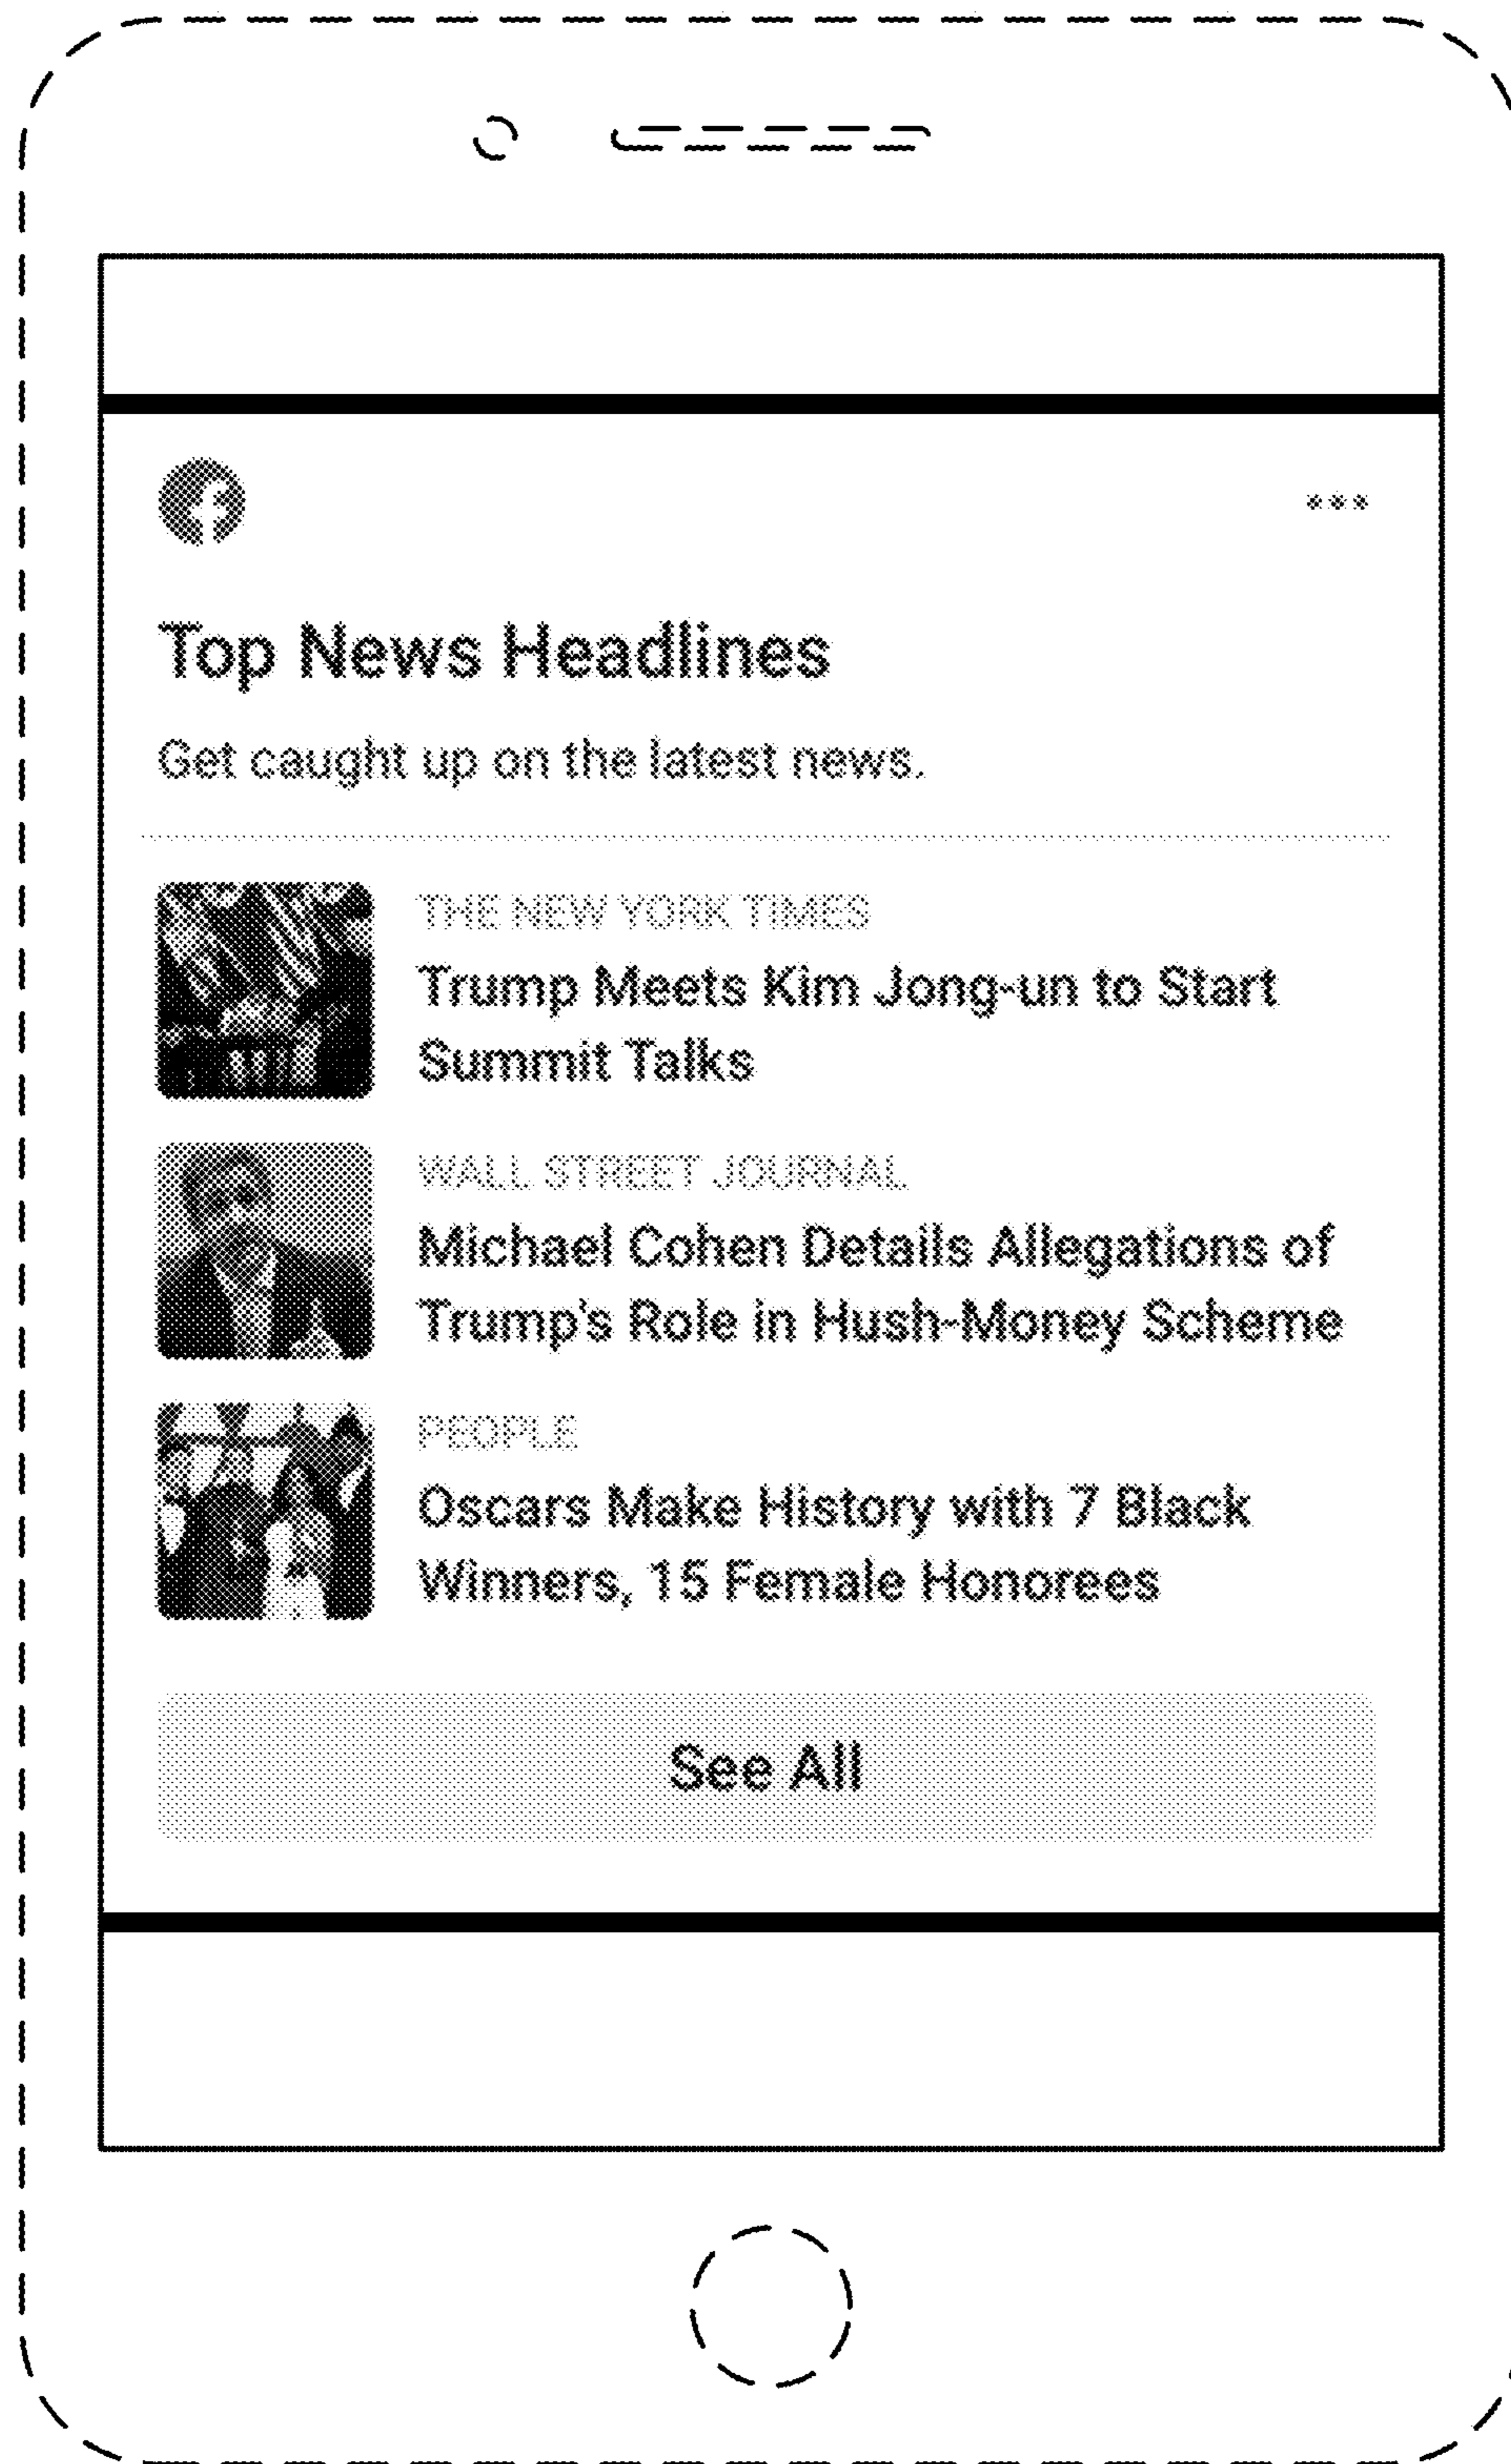 Top News Headlines
Get caught up on the latest news.
THE NEW YORK TIMES
Trump Meets Kim Jong-un to Start
Summit Talks
WALL STREET JOURNAL
Michael Cohen Details Allegations of
Trump's Role in Hush-Money Scheme
PEOPLE
Oscars Make History with 7 Black
Winners, 15 Female Honorees
See All